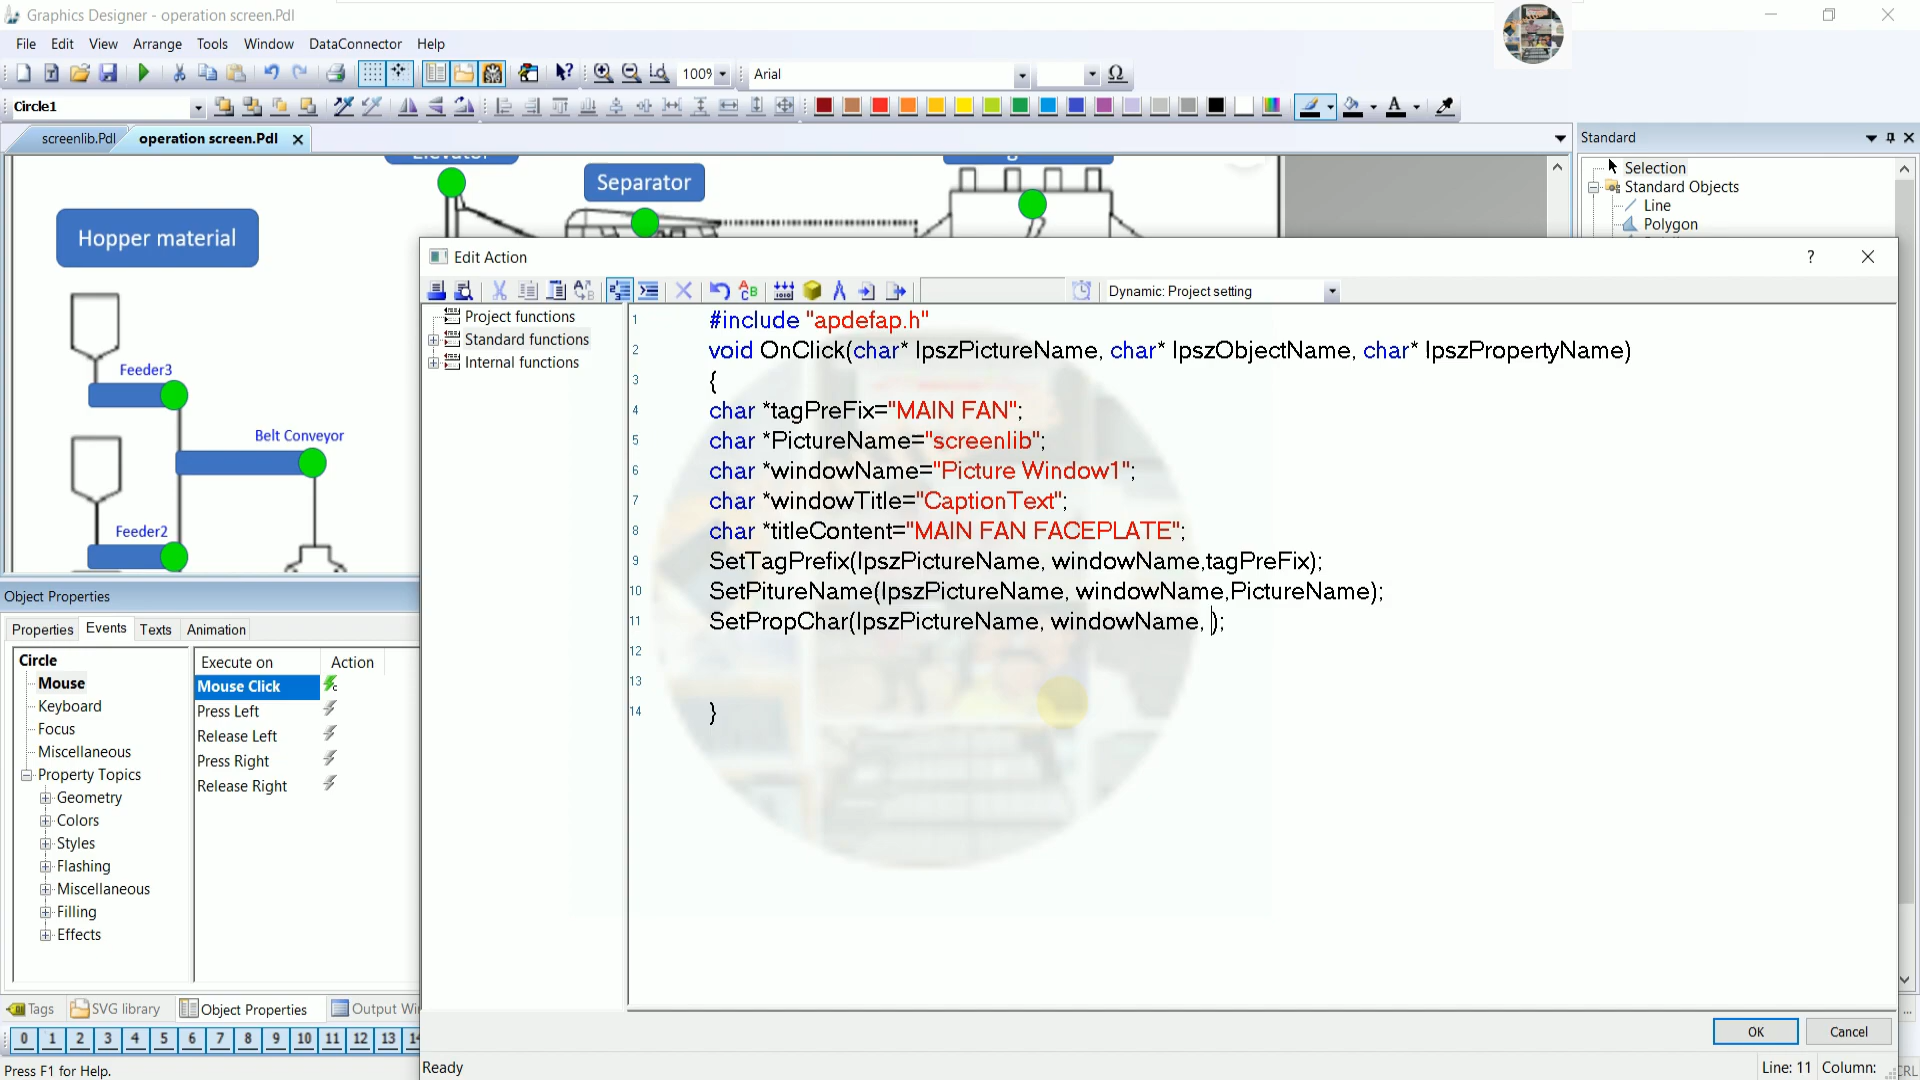 Graphics Designer - operation screen.Pdl
File Edit View Arrange Tools Window DataConnector Help
100% Arial Ω
Circle1
screenlib.Pdl operation screen.Pdl
Standard
Selection
Standard Objects
Line
Polygon
Separator
Hopper material
Feeder3
Belt Conveyor
Feeder2
Edit Action
Dynamic: Project setting
Project functions
Standard functions
Internal functions
1 #include "apdefap.h"
2 void OnClick(char* lpszPictureName, char* lpszObjectName, char* lpszPropertyName)
3 {
4 char *tagPreFix="MAIN FAN";
5 char *PictureName="screenlib";
6 char *windowName="Picture Window1";
7 char *windowTitle="CaptionText";
8 char *titleContent="MAIN FAN FACEPLATE";
9 SetTagPrefix(lpszPictureName, windowName,tagPreFix);
10 SetPitureName(lpszPictureName, windowName,PictureName);
11 SetPropChar(lpszPictureName, windowName, );
12
13
14 }
Object Properties
Properties Events Texts Animation
Circle
Mouse
Keyboard
Focus
Miscellaneous
Property Topics
Geometry
Colors
Styles
Flashing
Miscellaneous
Filling
Effects
Execute on Action
Mouse Click
Press Left
Release Left
Press Right
Release Right
Tags SVG library Object Properties Output Wi
0 1 2 3 4 5 6 7 8 9 10 11 12 13
OK Cancel
Press F1 for Help.
Ready
Line: 11 Column: